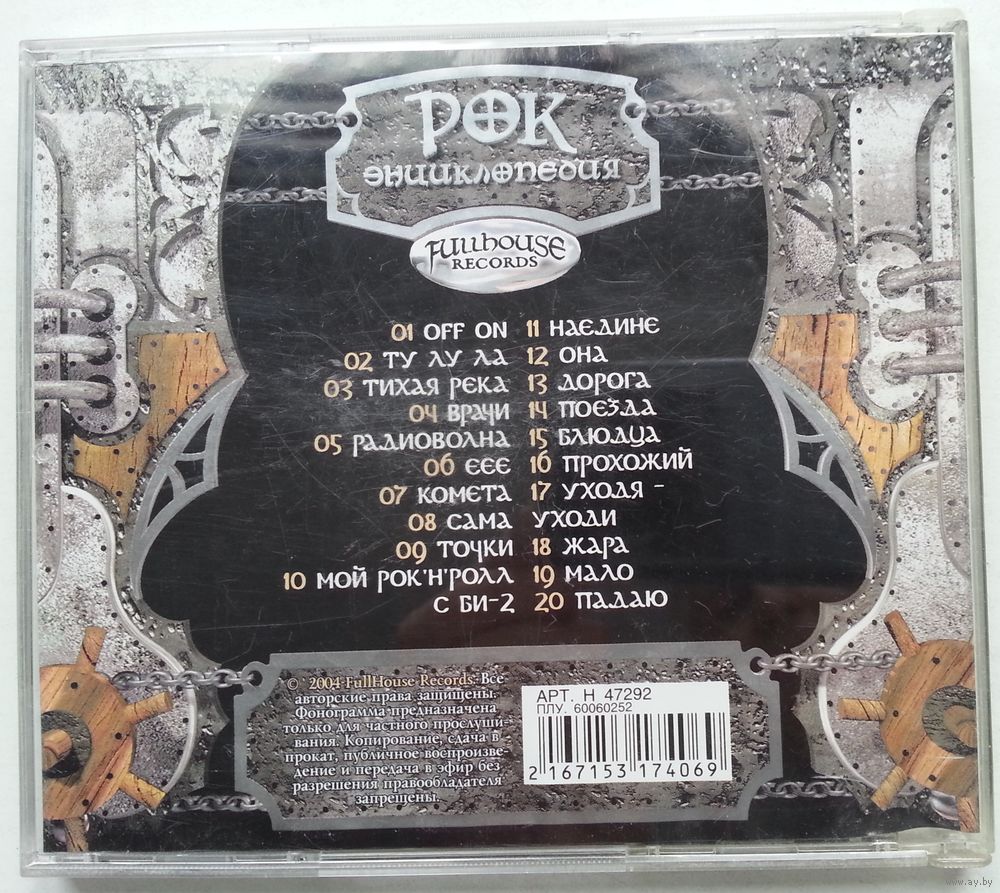 РОК
энциклопедия
Fullhouse
RECORDS
01 OFF ON
02 ТУ ЛУ ЛА
03 ТИХАЯ РЕКА
04 ВРАЧИ
05 РАДИОВОЛНА
06 ЕЕЕ
07 КОМЕТА
08 САМА
09 ТОЧКИ
10 МОЙ РОК'Н'РОЛЛ
С БИ-2
11 НАЕДИНЕ
12 ОНА
13 ДОРОГА
14 ПОЕЗДА
15 БЛЮДЦА
16 ПРОХОЖИЙ
17 УХОДЯ -
УХОДИ
18 ЖАРА
19 МАЛО
20 ПАДАЮ
© 2004 FullHouse Records. Все
авторские права защищены.
Фонограмма предназначена
только для частного прослуши-
вания. Копирование, сдача в
прокат, публичное воспроизве-
дение и передача в эфир без
разрешения правообладателя
запрещены.
АРТ. Н 47292
ПЛУ. 60060252
2 167153 174069
www.ay.by